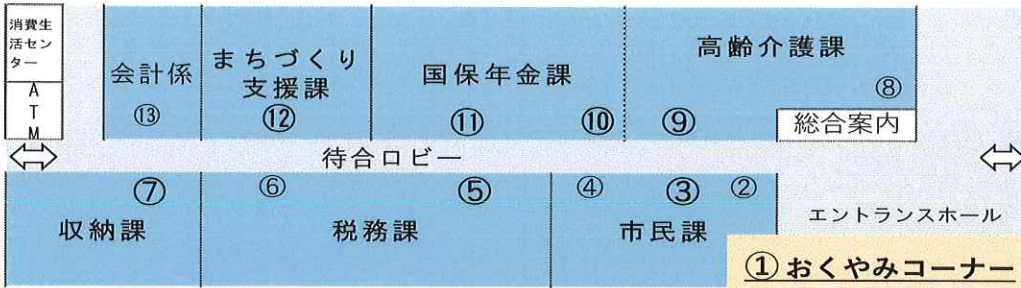 消費生
活セン
ター
A
T
M
会計係
⑬
まちづくり
支援課
⑫
国保年金課
⑪
⑩
高齢介護課
⑨
⑧
総合案内
待合ロビー
⑦
収納課
⑥
⑤
税務課
④
③
②
市民課
エントランスホール
①おくやみコーナー